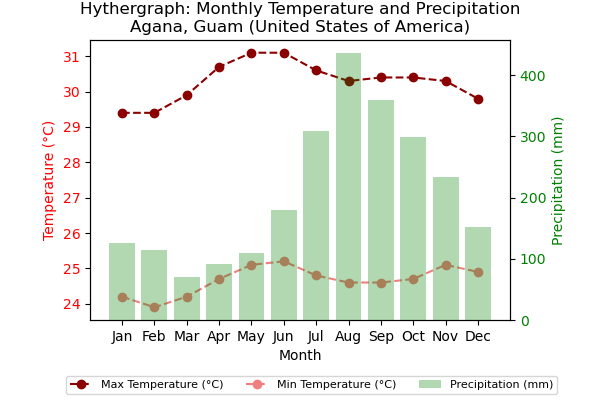 Hythergraph: Monthly Temperature and Precipitation
Agana, Guam (United States of America)
31
30
29
28
27
26
25
24
Temperature (°C)
400
300
200
100
0
Precipitation (mm)
Jan Feb Mar Apr May Jun Jul Aug Sep Oct Nov Dec
Month
Max Temperature (°C) Min Temperature (°C) Precipitation (mm)